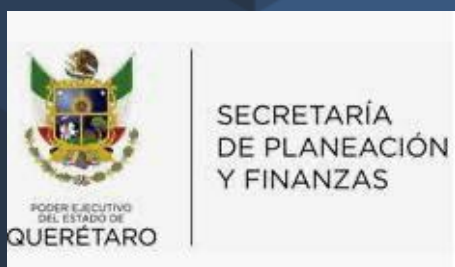 PODER EJECUTIVO
DEL ESTADO DE
QUERÉTARO
SECRETARÍA
DE PLANEACIÓN
Y FINANZAS